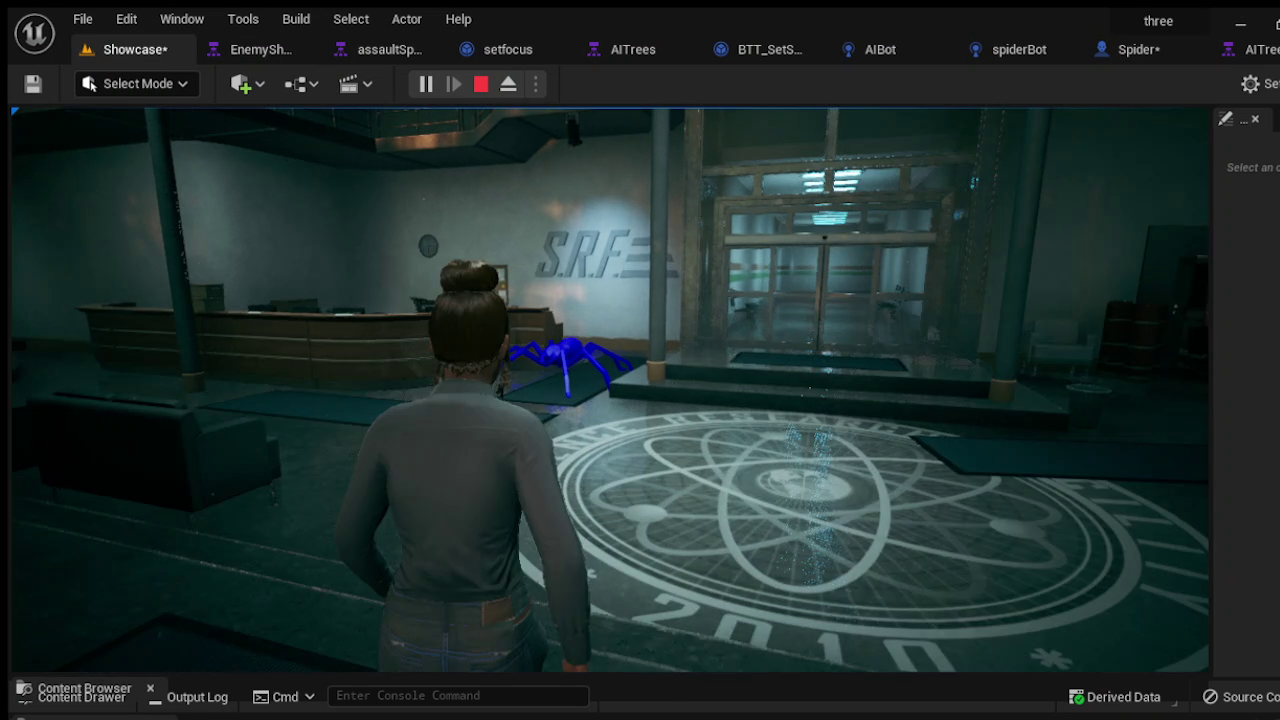 File Edit Window Tools Build Select Actor Help three
Showcase* EnemySh... assaultSp... setfocus AITrees BTT_SetS... AIBot spiderBot Spider* AITree
Select Mode Se
... 
Select an o
S.R.F.
2010
Content Browser
Content Drawer Output Log Cmd Enter Console Command Derived Data Source Co